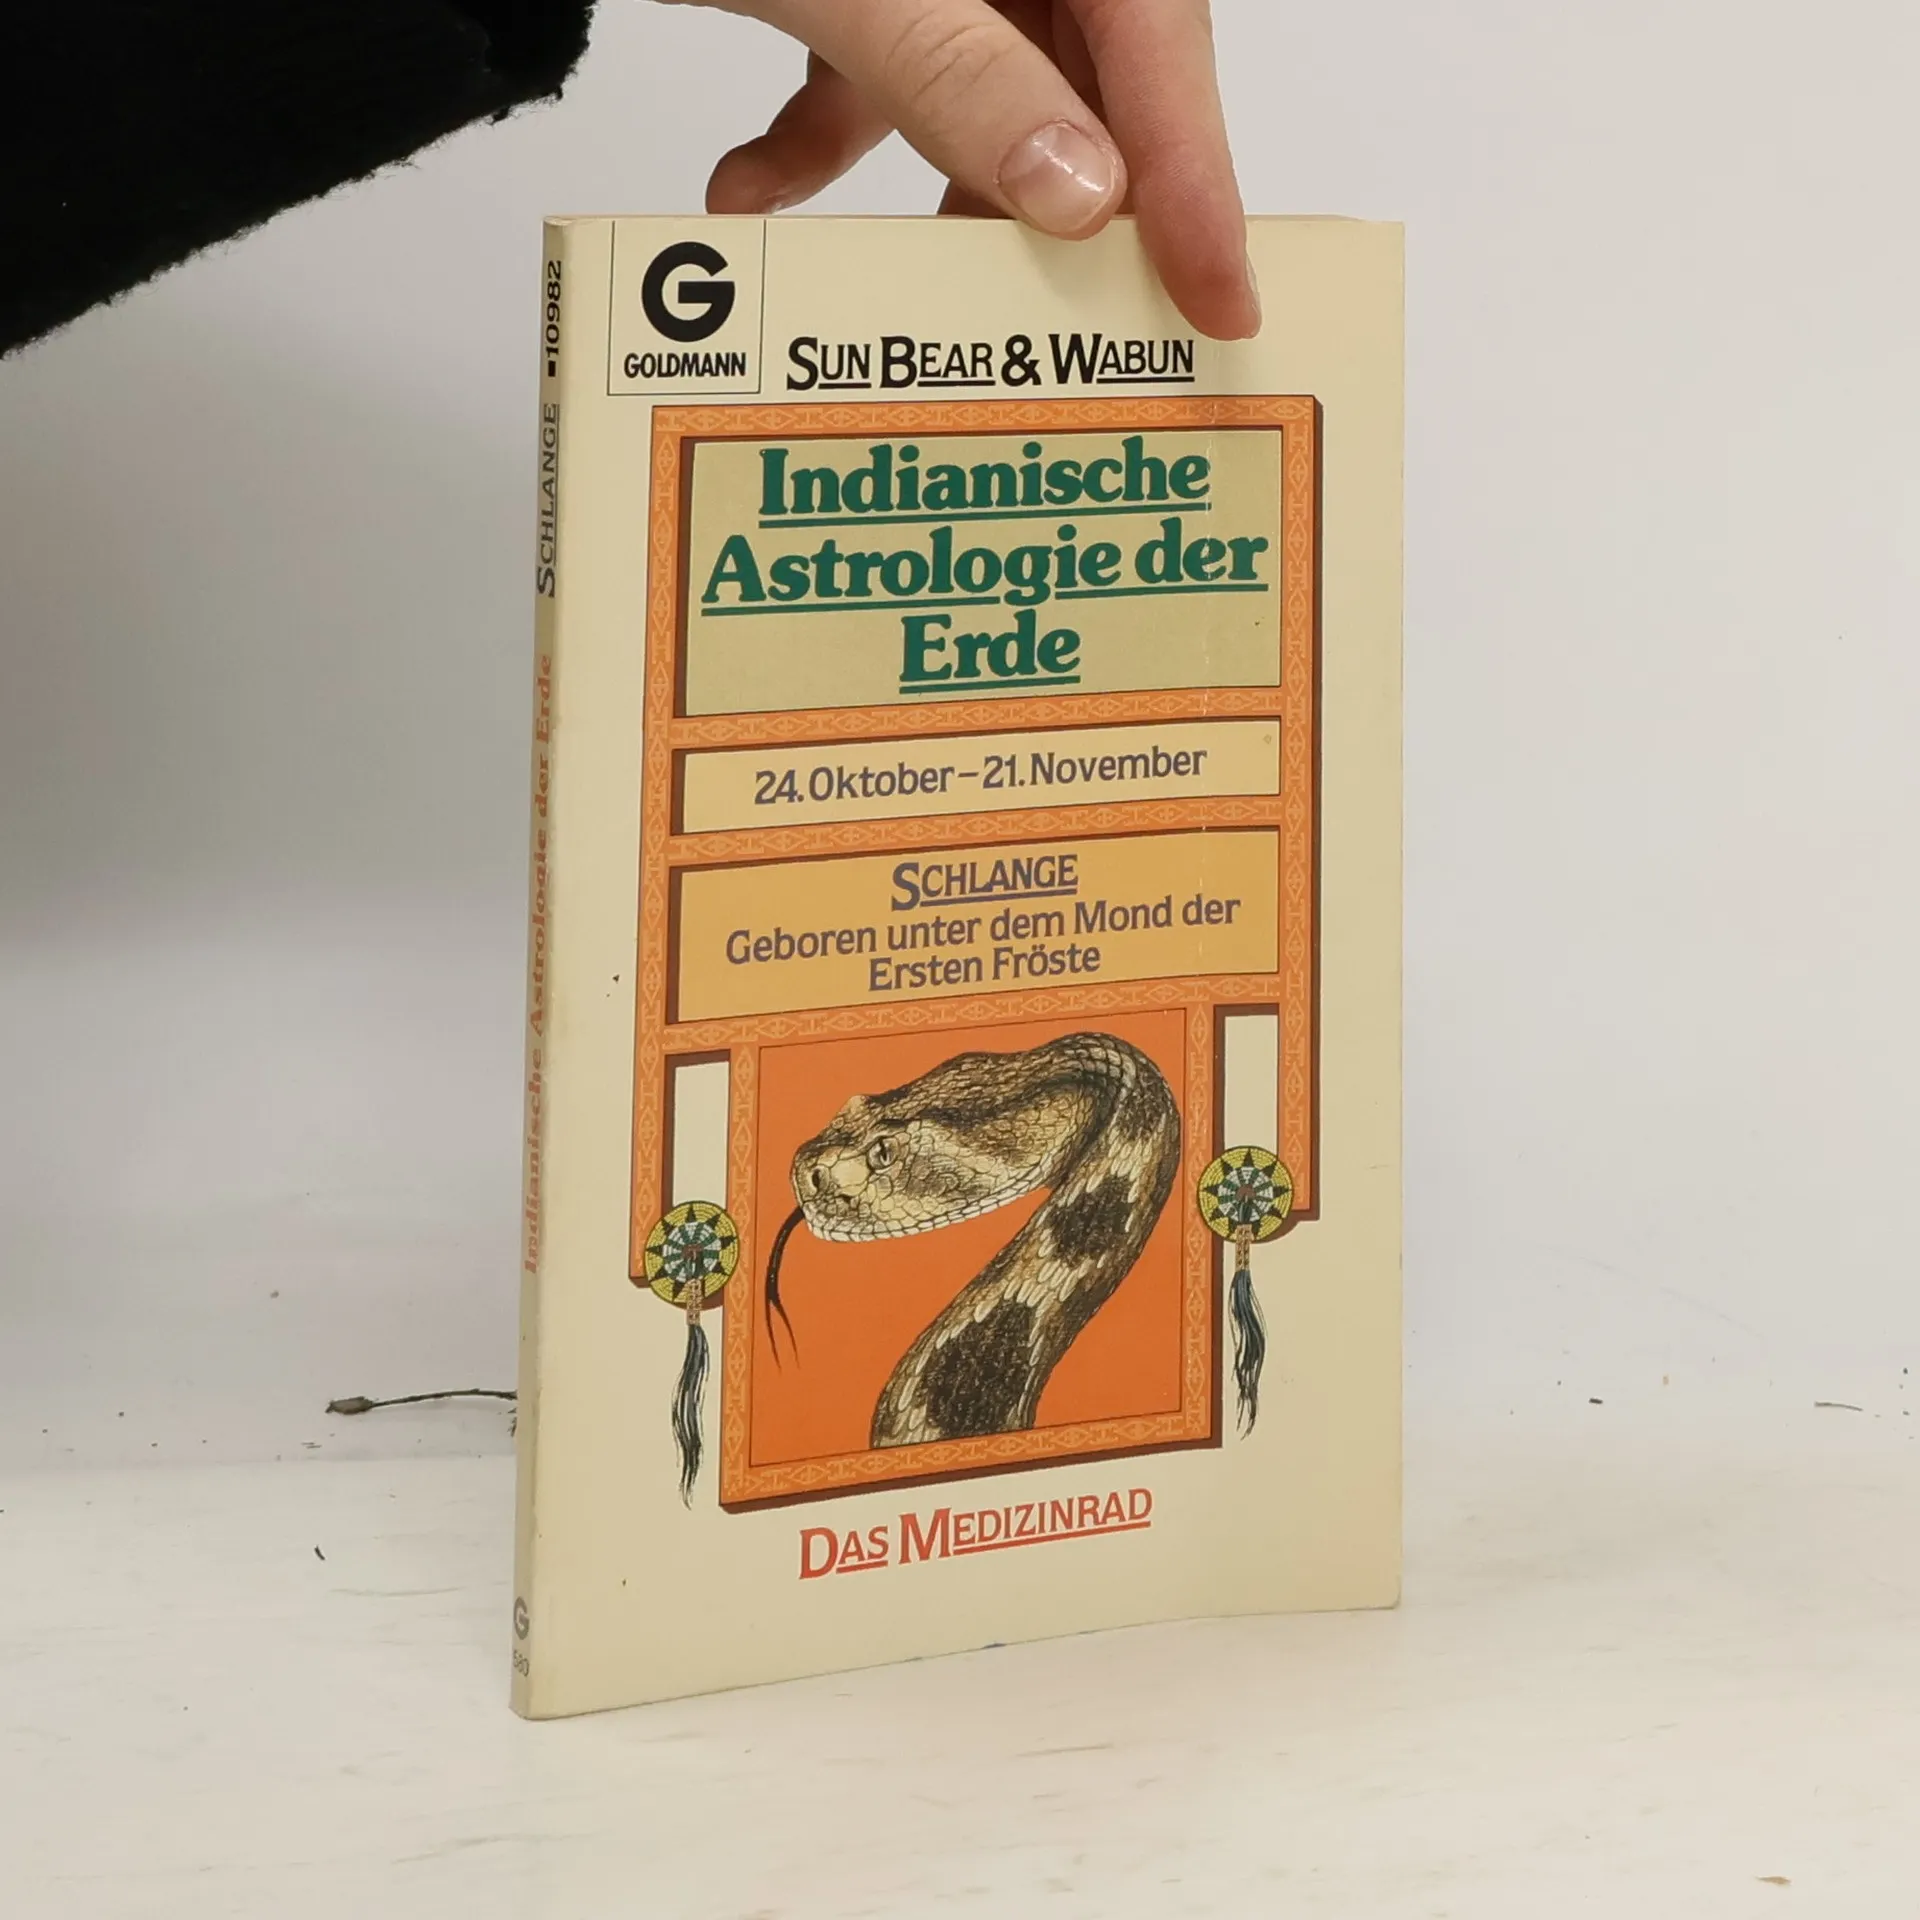 GOLDMANN
SUN BEAR & WABUN
Indianische
Astrologie der
Erde
24. Oktober – 21. November
SCHLANGE
Geboren unter dem Mond der
Ersten Fröste
DAS MEDIZINRAD
10982
SCHLANGE
Indianische Astrologie der Erde
G
580